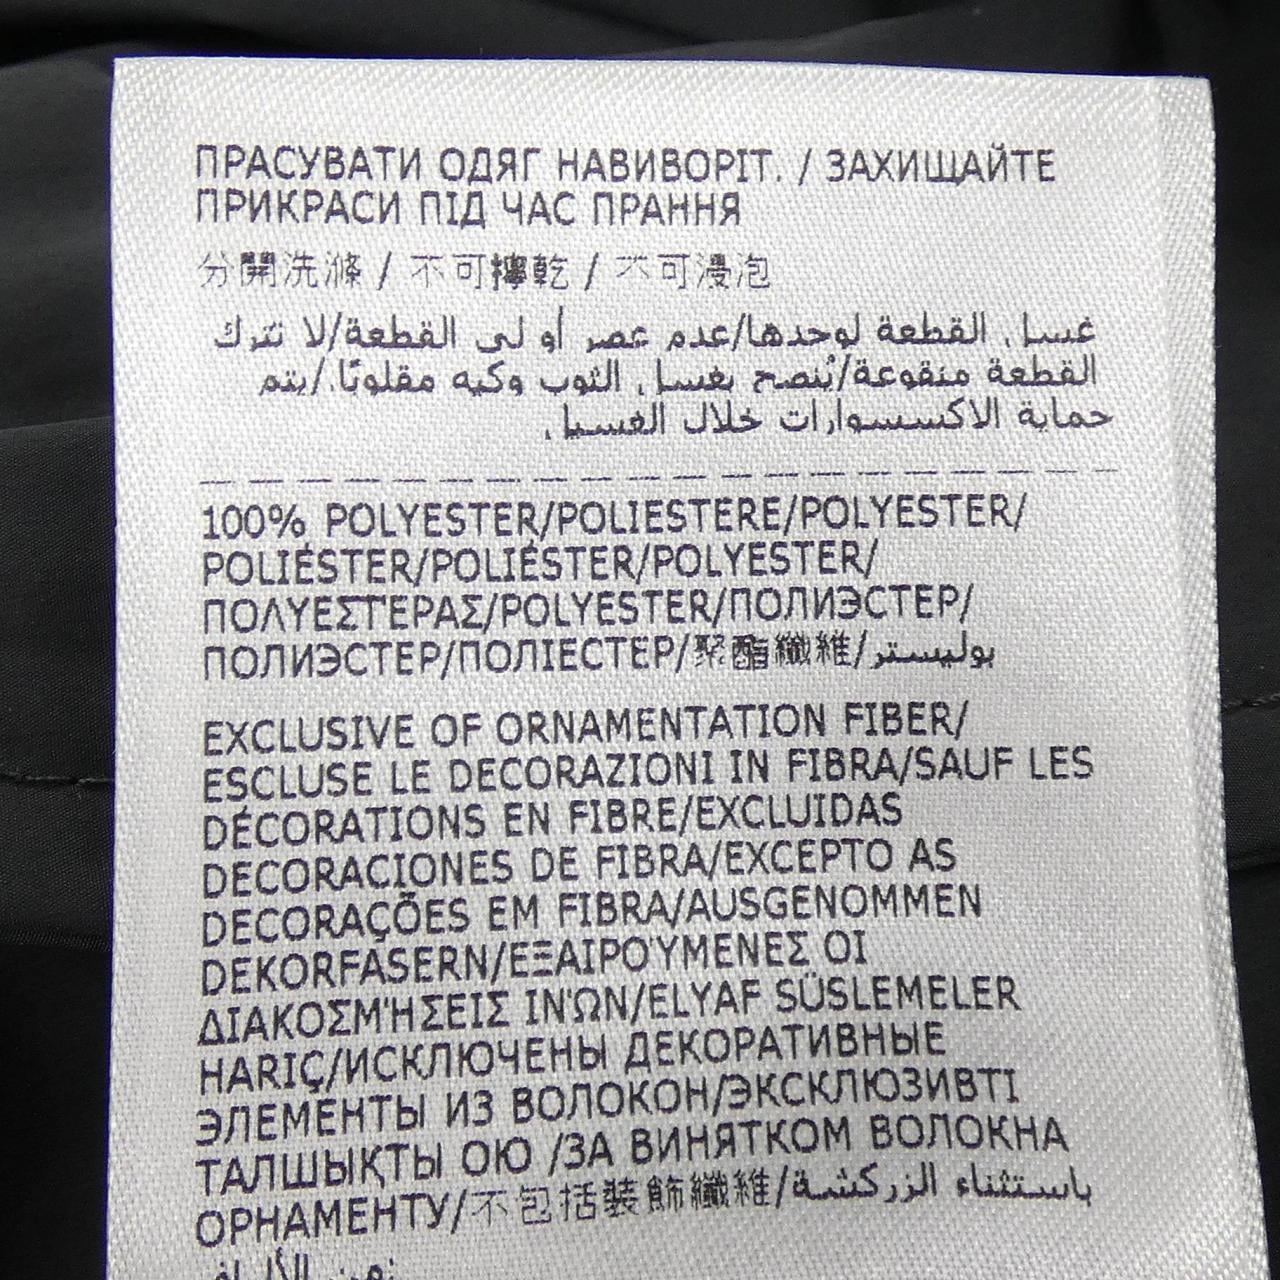 ПРАСУВАТИ ОДЯГ НАВИВОРІТ. / ЗАХИЩАЙТЕ
ПРИКРАСИ ПІД ЧАС ПРАННЯ
分開洗滌 / 不可擰乾 / 不可浸泡
غسل القطعة لوحدها/عدم عصر أو لي القطعة/لا تترك
القطعة منقوعة/يُنصح بغسل الثوب وكيه مقلوبًا./يتم
حماية الاكسسوارات خلال الغسيل.
100% POLYESTER/POLIESTERE/POLYESTER/
POLIÉSTER/POLIÉSTER/POLYESTER/
ΠΟΛΥΕΣΤΕΡΑΣ/POLYESTER/ПОЛИЭСТЕР/
ПОЛИЭСТЕР/ПОЛІЕСТЕР/聚酯纖維/بوليستر
EXCLUSIVE OF ORNAMENTATION FIBER/
ESCLUSE LE DECORAZIONI IN FIBRA/SAUF LES
DÉCORATIONS EN FIBRE/EXCLUIDAS
DECORACIONES DE FIBRA/EXCEPTO AS
DECORAÇÕES EM FIBRA/AUSGENOMMEN
DEKORFASERN/ΕΞΑΙΡΟΎΜΕΝΕΣ ΟΙ
ΔΙΑΚΟΣΜΉΣΕΙΣ ΙΝΏΝ/ELYAF SÜSLEMELER
HARIÇ/ИСКЛЮЧЕНЫ ДЕКОРАТИВНЫЕ
ЭЛЕМЕНТЫ ИЗ ВОЛОКОН/ЭКСКЛЮЗИВТІ
ТАЛШЫҚТЫ ОЮ /ЗА ВИНЯТКОМ ВОЛОКНА
ОРНАМЕНТУ/不包括裝飾纖維/باستثناء الزركشة